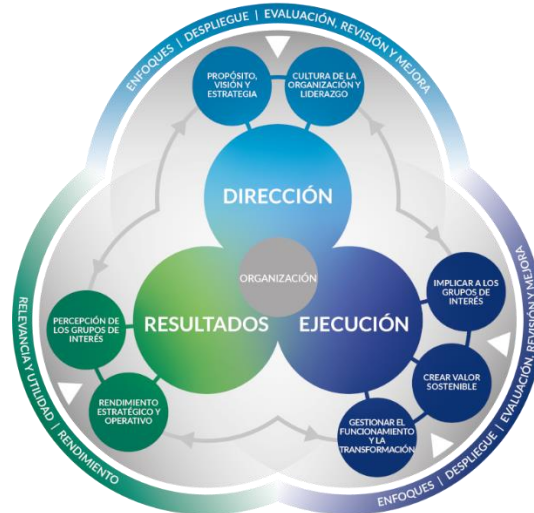 ENFOQUES | DESPLIEGUE | EVALUACIÓN, REVISIÓN Y MEJORA
PROPÓSITO,
VISIÓN Y
ESTRATEGIA
CULTURA DE LA
ORGANIZACIÓN Y
LIDERAZGO
DIRECCIÓN
ORGANIZACIÓN
RESULTADOS
EJECUCIÓN
PERCEPCIÓN
DE LOS GRUPOS DE
INTERÉS
RENDIMIENTO
ESTRATÉGICO Y
OPERATIVO
IMPLICAR A LOS
GRUPOS DE
INTERÉS
CREAR VALOR
SOSTENIBLE
GESTIONAR EL
FUNCIONAMIENTO
Y LA
TRANSFORMACIÓN
RELEVANCIA Y UTILIDAD | RENDIMIENTO
ENFOQUES | DESPLIEGUE | EVALUACIÓN, REVISIÓN Y MEJORA